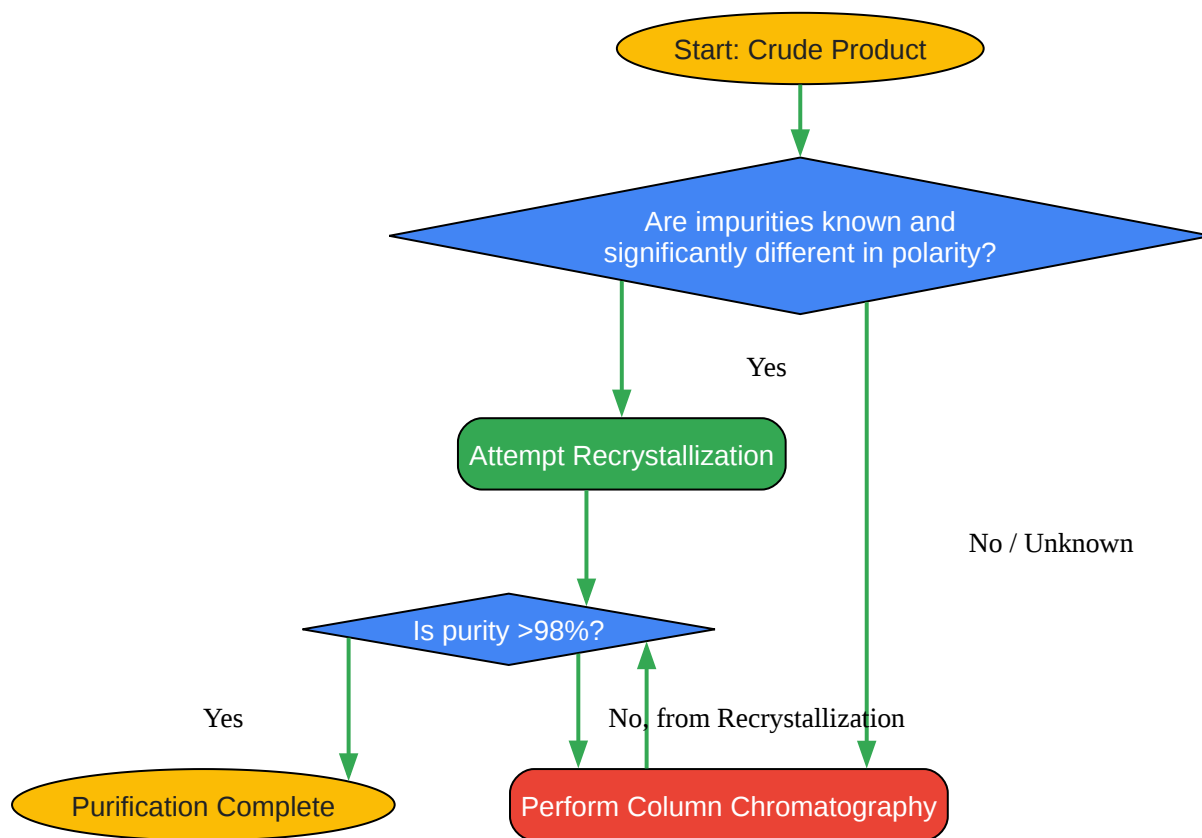 Start: Crude Product
Are impurities known and
significantly different in polarity?
Yes
Attempt Recrystallization
No / Unknown
Is purity >98%?
Yes
No, from Recrystallization
Purification Complete
Perform Column Chromatography